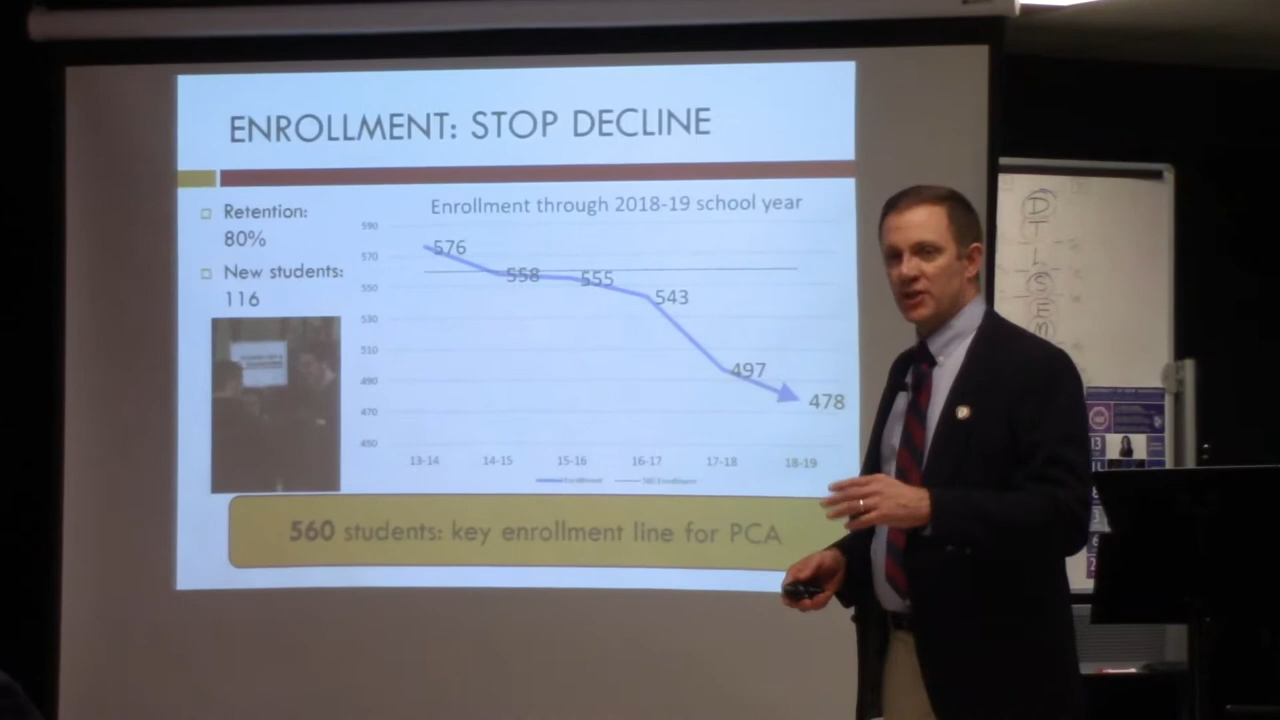 ENROLLMENT: STOP DECLINE
Retention:
80%
New students:
116
Enrollment through 2018-19 school year
590
570
550
530
510
490
470
450
576
558
555
543
497
478
13-14
14-15
15-16
16-17
17-18
18-19
Enrollment
560 students: key enrollment line for PCA
D
T
L
S
E
M
13